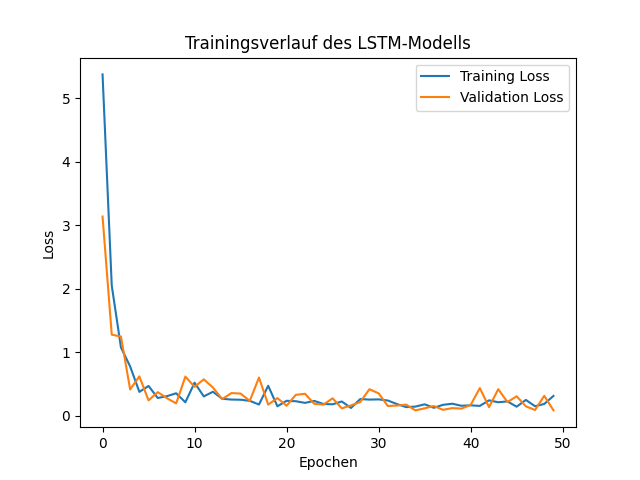 Trainingsverlauf des LSTM-Modells
Training Loss
Validation Loss
Loss
5
4
3
2
1
0
0 10 20 30 40 50
Epochen